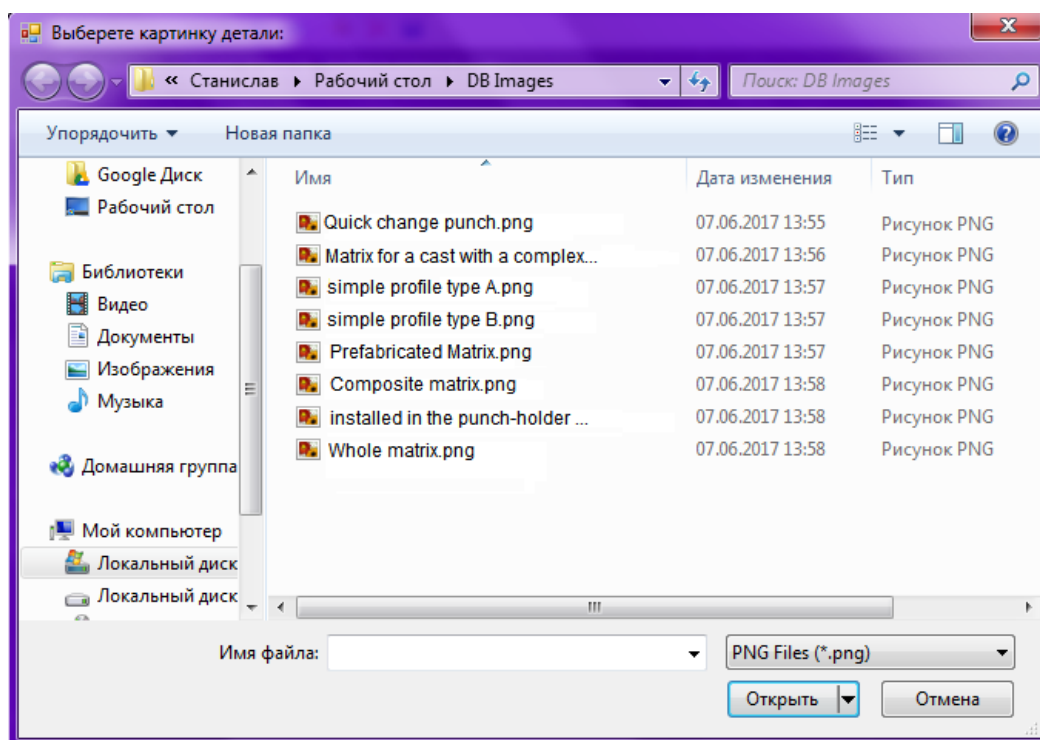 Выберете картинку детали:
« Станислав Рабочий стол DB Images Поиск: DB Images
Упорядочить Новая папка
Имя Дата изменения Тип
Google Диск
Рабочий стол
Библиотеки
Видео
Документы
Изображения
Музыка
Домашняя группа
Мой компьютер
Локальный диск
Локальный диск
Quick change punch.png 07.06.2017 13:55 Рисунок PNG
Matrix for a cast with a complex... 07.06.2017 13:56 Рисунок PNG
simple profile type A.png 07.06.2017 13:57 Рисунок PNG
simple profile type B.png 07.06.2017 13:57 Рисунок PNG
Prefabricated Matrix.png 07.06.2017 13:57 Рисунок PNG
Composite matrix.png 07.06.2017 13:58 Рисунок PNG
installed in the punch-holder ... 07.06.2017 13:58 Рисунок PNG
Whole matrix.png 07.06.2017 13:58 Рисунок PNG
Имя файла: PNG Files (*.png)
Открыть Отмена